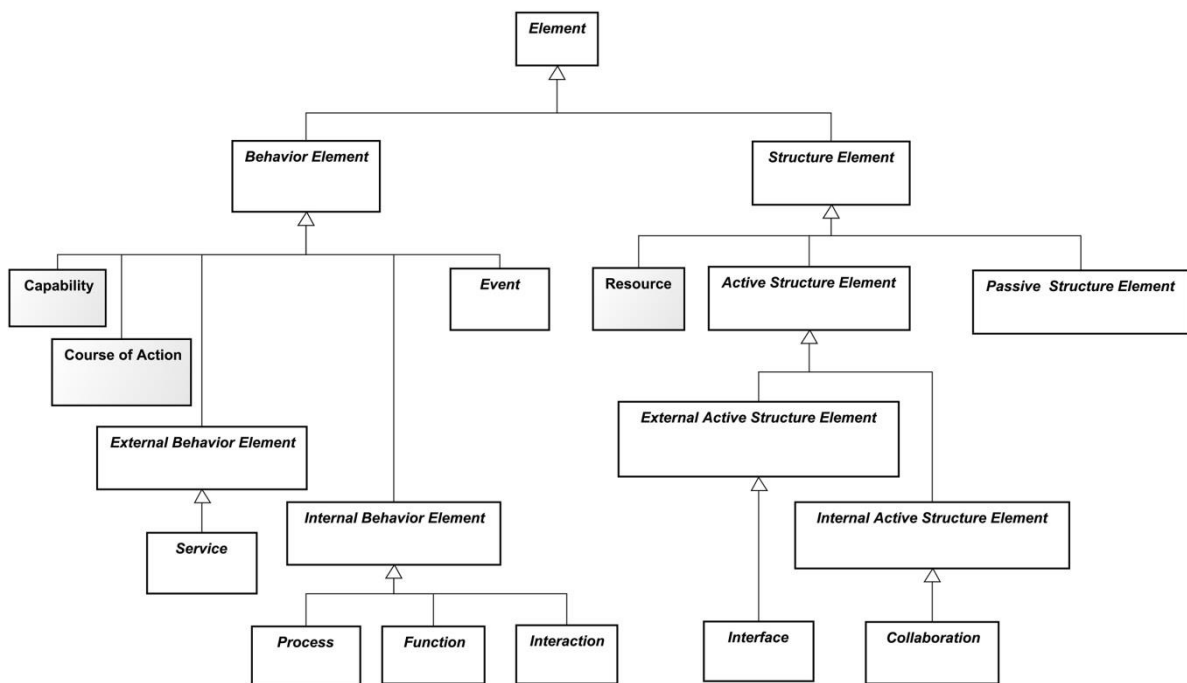 Element
Behavior Element
Structure Element
Capability
Event
Resource
Active Structure Element
Passive Structure Element
Course of Action
External Behavior Element
External Active Structure Element
Internal Behavior Element
Internal Active Structure Element
Service
Process
Function
Interaction
Interface
Collaboration